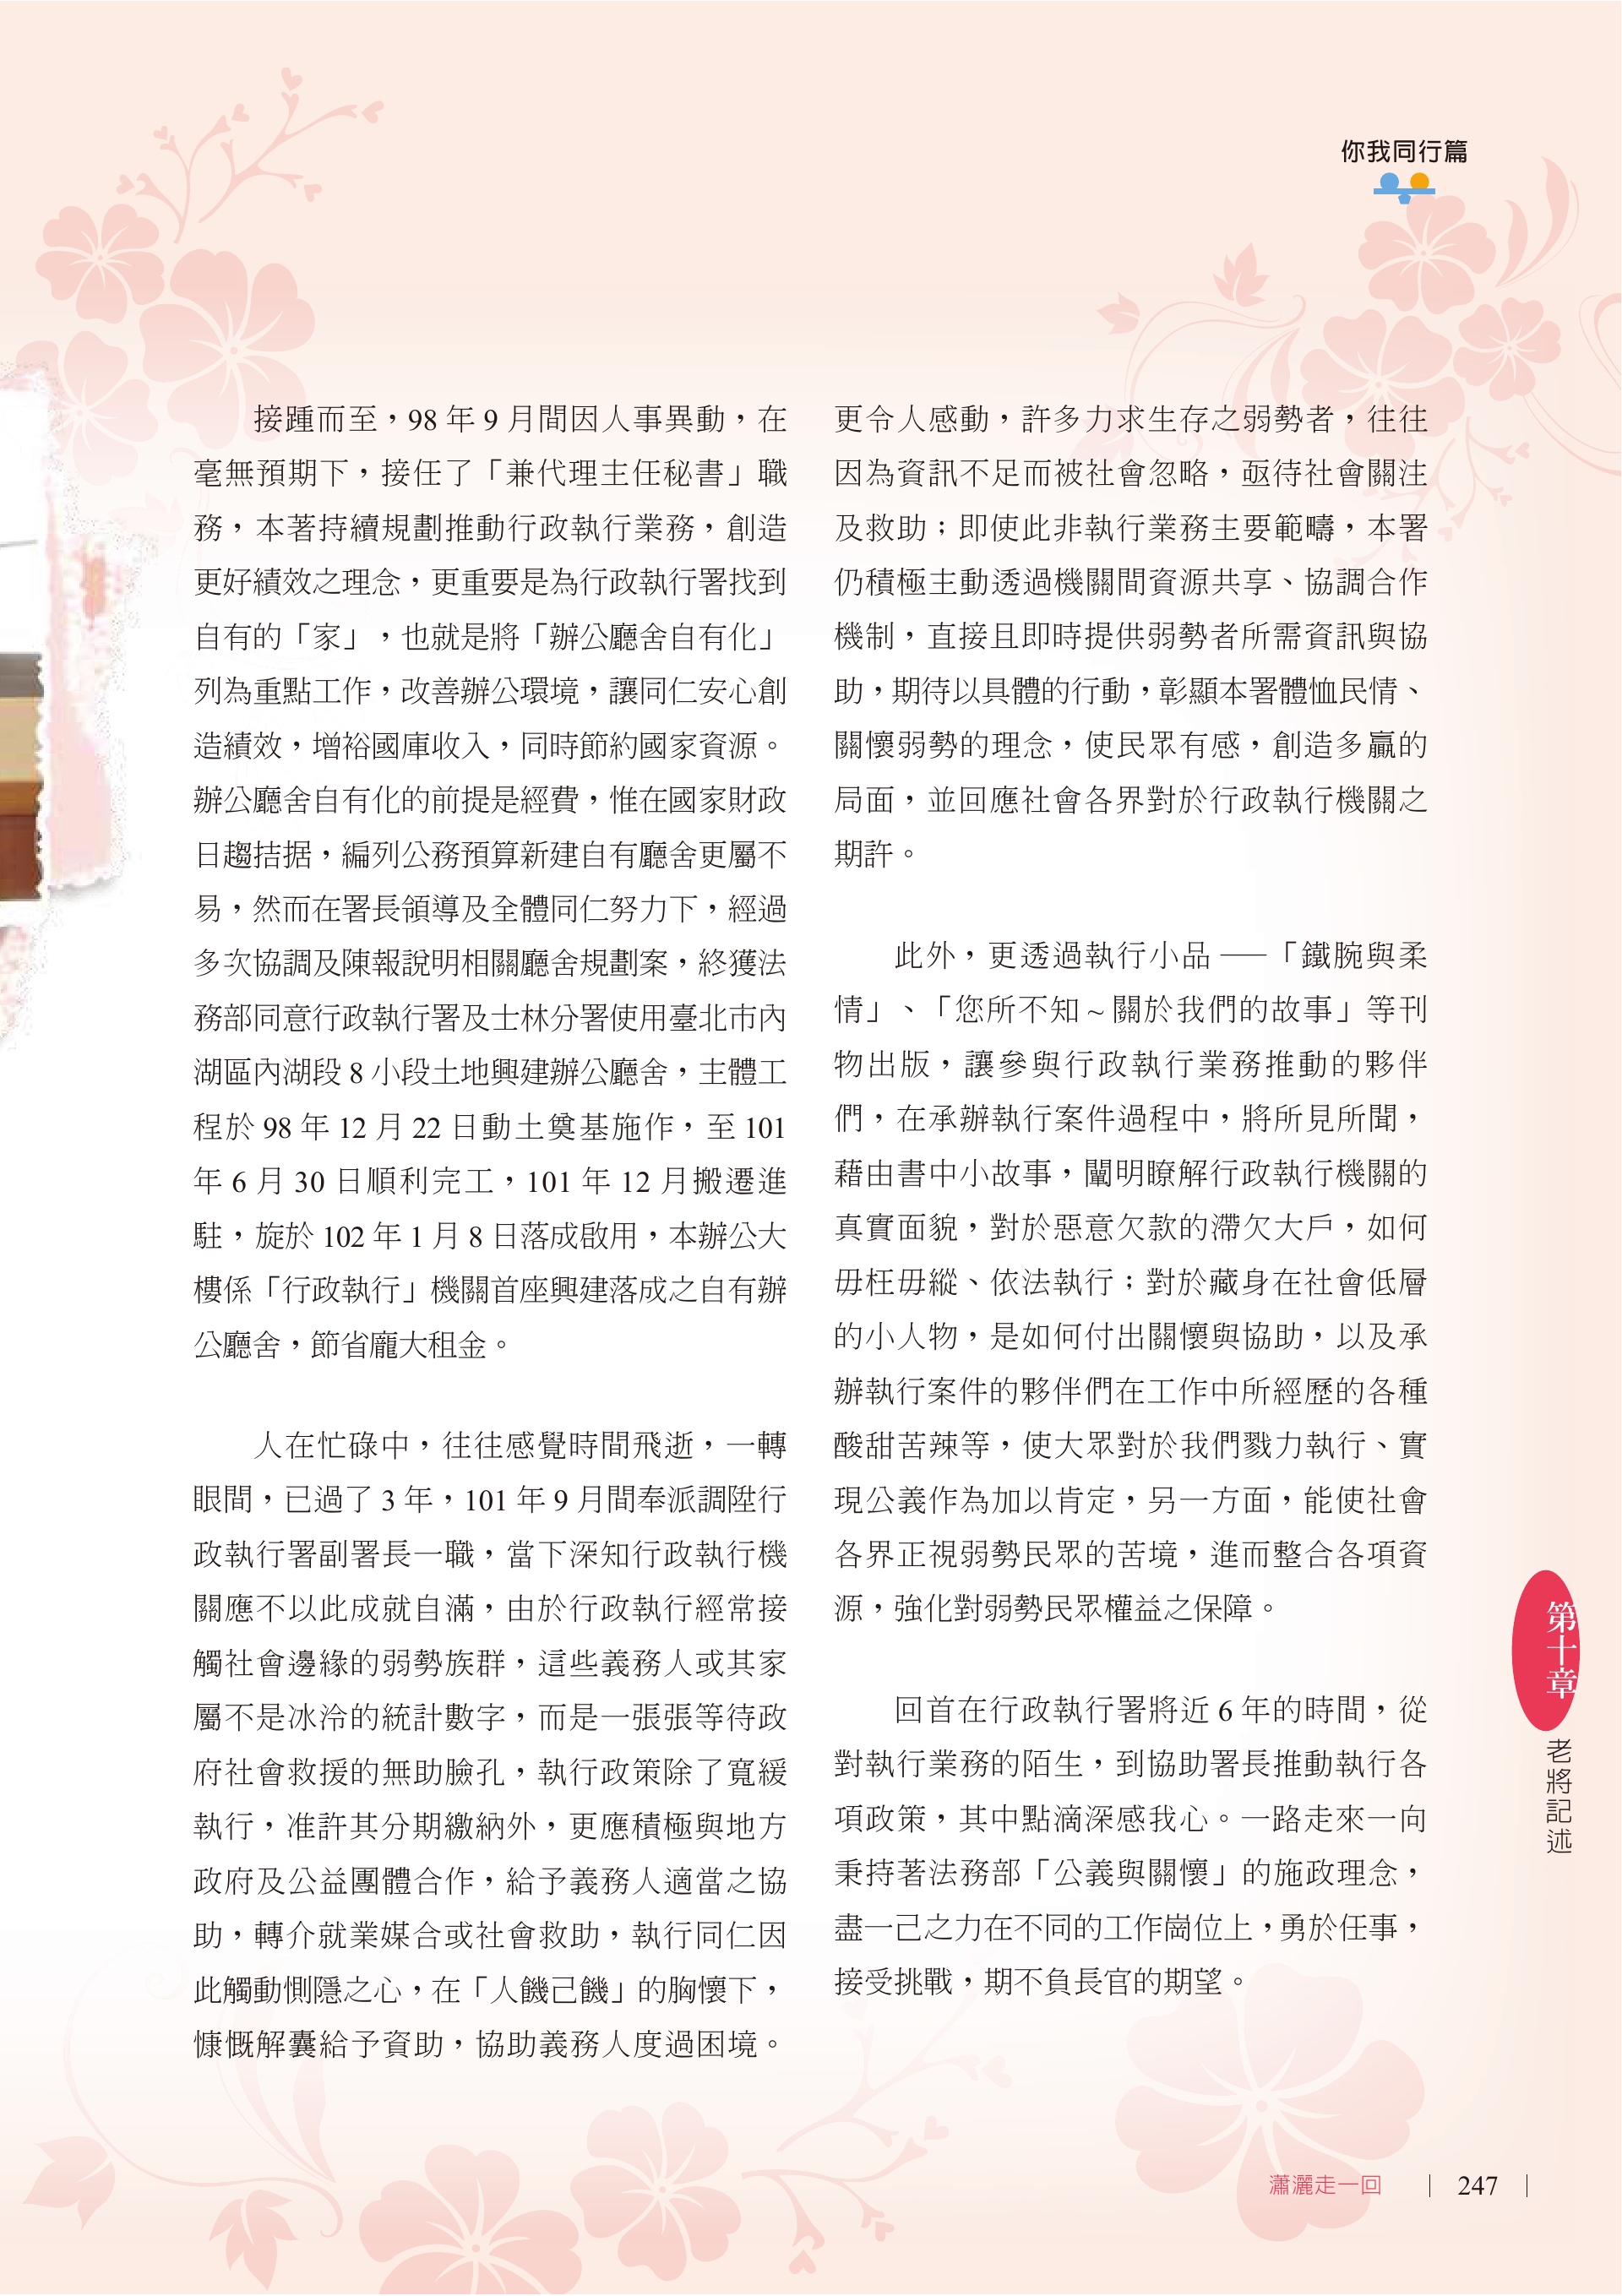 你我同行篇
接踵而至，98 年 9 月間因人事異動，在
毫無預期下，接任了「兼代理主任秘書」職
務，本著持續規劃推動行政執行業務，創造
更好績效之理念，更重要是為行政執行署找到
自有的「家」，也就是將「辦公廳舍自有化」
列為重點工作，改善辦公環境，讓同仁安心創
造績效，增裕國庫收入，同時節約國家資源。
辦公廳舍自有化的前提是經費，惟在國家財政
日趨拮据，編列公務預算新建自有廳舍更屬不
易，然而在署長領導及全體同仁努力下，經過
多次協調及陳報說明相關廳舍規劃案，終獲法
務部同意行政執行署及士林分署使用臺北市內
湖區內湖段 8 小段土地興建辦公廳舍，主體工
程於 98 年 12 月 22 日動土奠基施作，至 101
年 6 月 30 日順利完工，101 年 12 月搬遷進
駐，旋於 102 年 1 月 8 日落成啟用，本辦公大
樓係「行政執行」機關首座興建落成之自有辦
公廳舍，節省龐大租金。
人在忙碌中，往往感覺時間飛逝，一轉
眼間，已過了 3 年，101 年 9 月間奉派調陞行
政執行署副署長一職，當下深知行政執行機
關應不以此成就自滿，由於行政執行經常接
觸社會邊緣的弱勢族群，這些義務人或其家
屬不是冰冷的統計數字，而是一張張等待政
府社會救援的無助臉孔，執行政策除了寬緩
執行，准許其分期繳納外，更應積極與地方
政府及公益團體合作，給予義務人適當之協
助，轉介就業媒合或社會救助，執行同仁因
此觸動惻隱之心，在「人饑己饑」的胸懷下，
慷慨解囊給予資助，協助義務人度過困境。
更令人感動，許多力求生存之弱勢者，往往
因為資訊不足而被社會忽略，亟待社會關注
及救助；即使此非執行業務主要範疇，本署
仍積極主動透過機關間資源共享、協調合作
機制，直接且即時提供弱勢者所需資訊與協
助，期待以具體的行動，彰顯本署體恤民情、
關懷弱勢的理念，使民眾有感，創造多贏的
局面，並回應社會各界對於行政執行機關之
期許。
此外，更透過執行小品 ——「鐵腕與柔
情」、「您所不知 ~ 關於我們的故事」等刊
物出版，讓參與行政執行業務推動的夥伴
們，在承辦執行案件過程中，將所見所聞，
藉由書中小故事，闡明瞭解行政執行機關的
真實面貌，對於惡意欠款的滯欠大戶，如何
毋枉毋縱、依法執行；對於藏身在社會低層
的小人物，是如何付出關懷與協助，以及承
辦執行案件的夥伴們在工作中所經歷的各種
酸甜苦辣等，使大眾對於我們戮力執行、實
現公義作為加以肯定，另一方面，能使社會
各界正視弱勢民眾的苦境，進而整合各項資
源，強化對弱勢民眾權益之保障。
回首在行政執行署將近 6 年的時間，從
對執行業務的陌生，到協助署長推動執行各
項政策，其中點滴深感我心。一路走來一向
秉持著法務部「公義與關懷」的施政理念，
盡一己之力在不同的工作崗位上，勇於任事，
接受挑戰，期不負長官的期望。
第十章
老將記述
瀟灑走一回 | 247 |